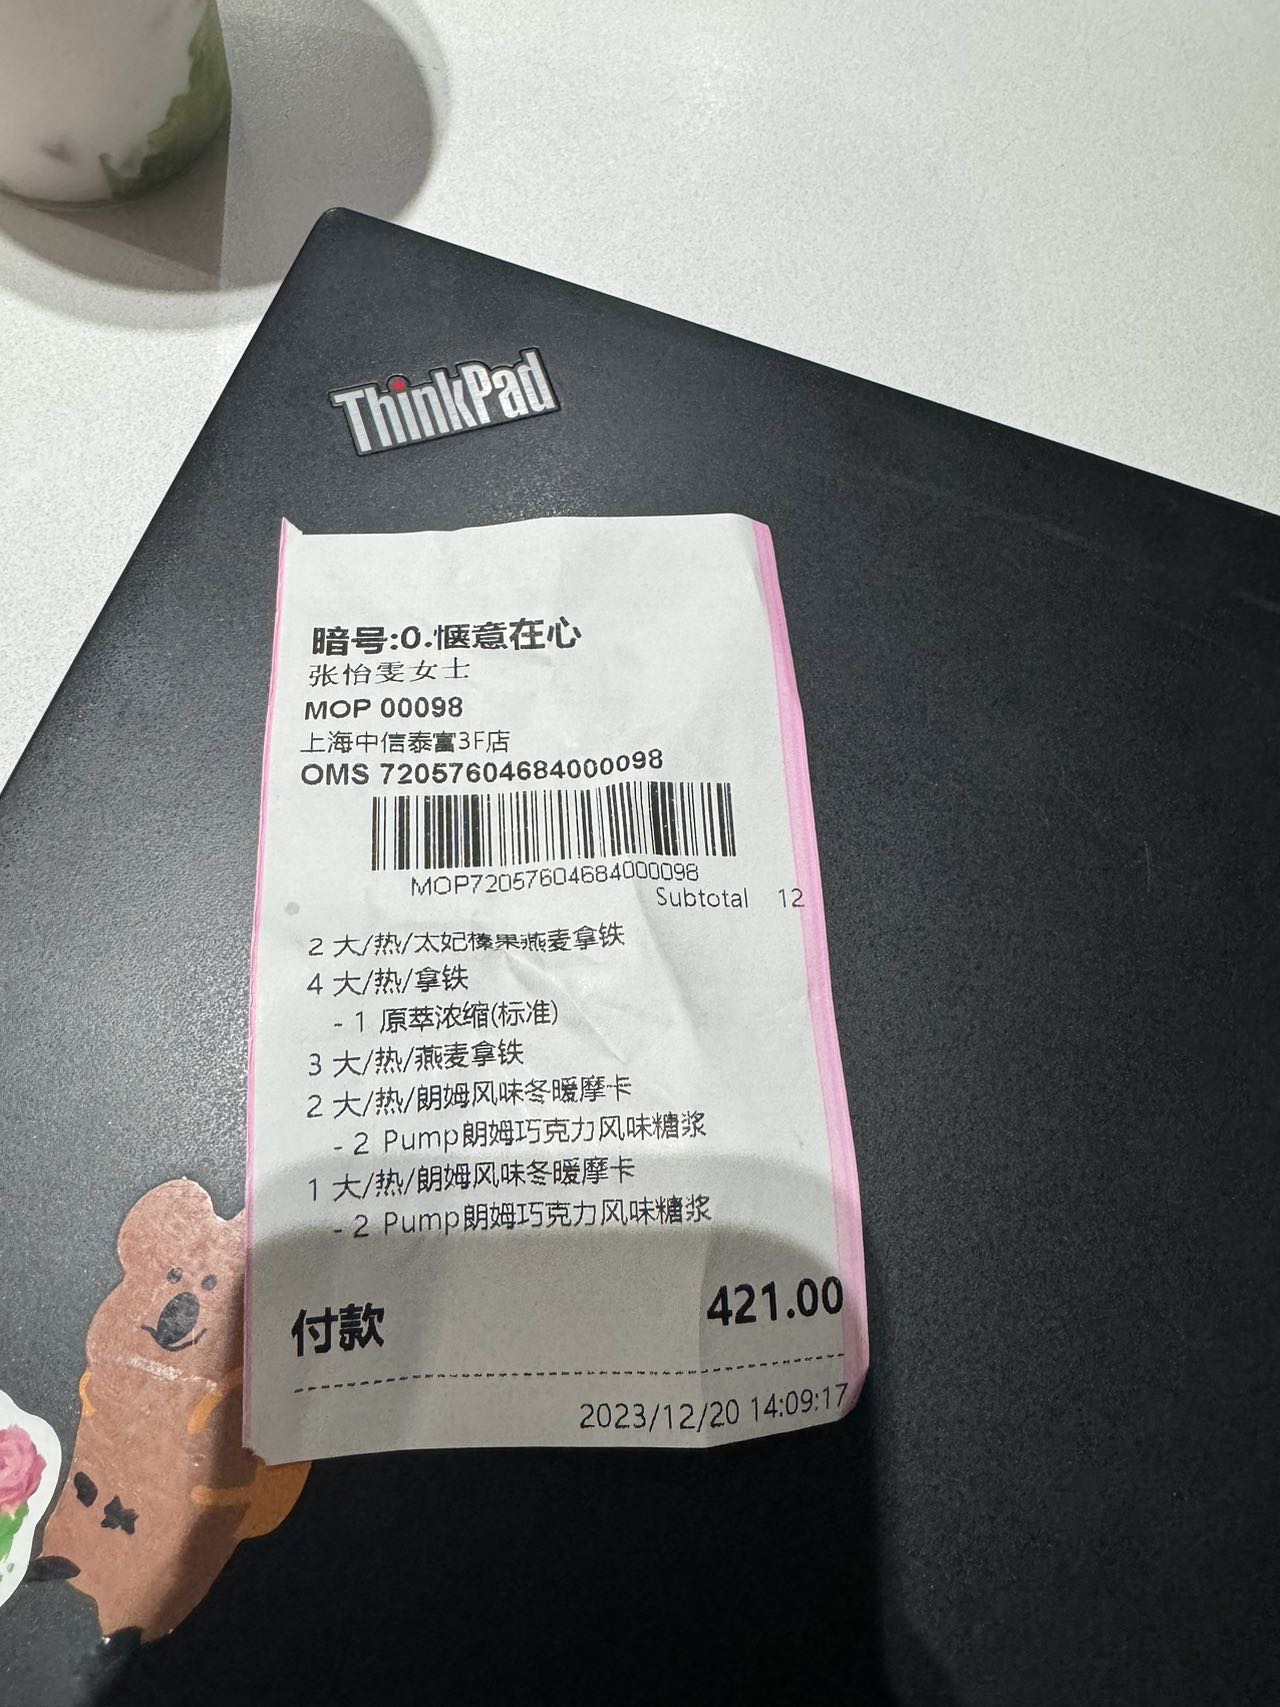 ThinkPad
暗号:0.惬意在心
张怡雯女士
MOP 00098
上海中信泰富3F店
OMS 72057604684000098
MOP72057604684000098
Subtotal 12
2 大/热/太妃榛果燕麦拿铁
4 大/热/拿铁
- 1 原萃浓缩(标准)
3 大/热/燕麦拿铁
2 大/热/朗姆风味冬暖摩卡
- 2 Pump朗姆巧克力风味糖浆
1 大/热/朗姆风味冬暖摩卡
- 2 Pump朗姆巧克力风味糖浆
付款 421.00
2023/12/20 14:09:17